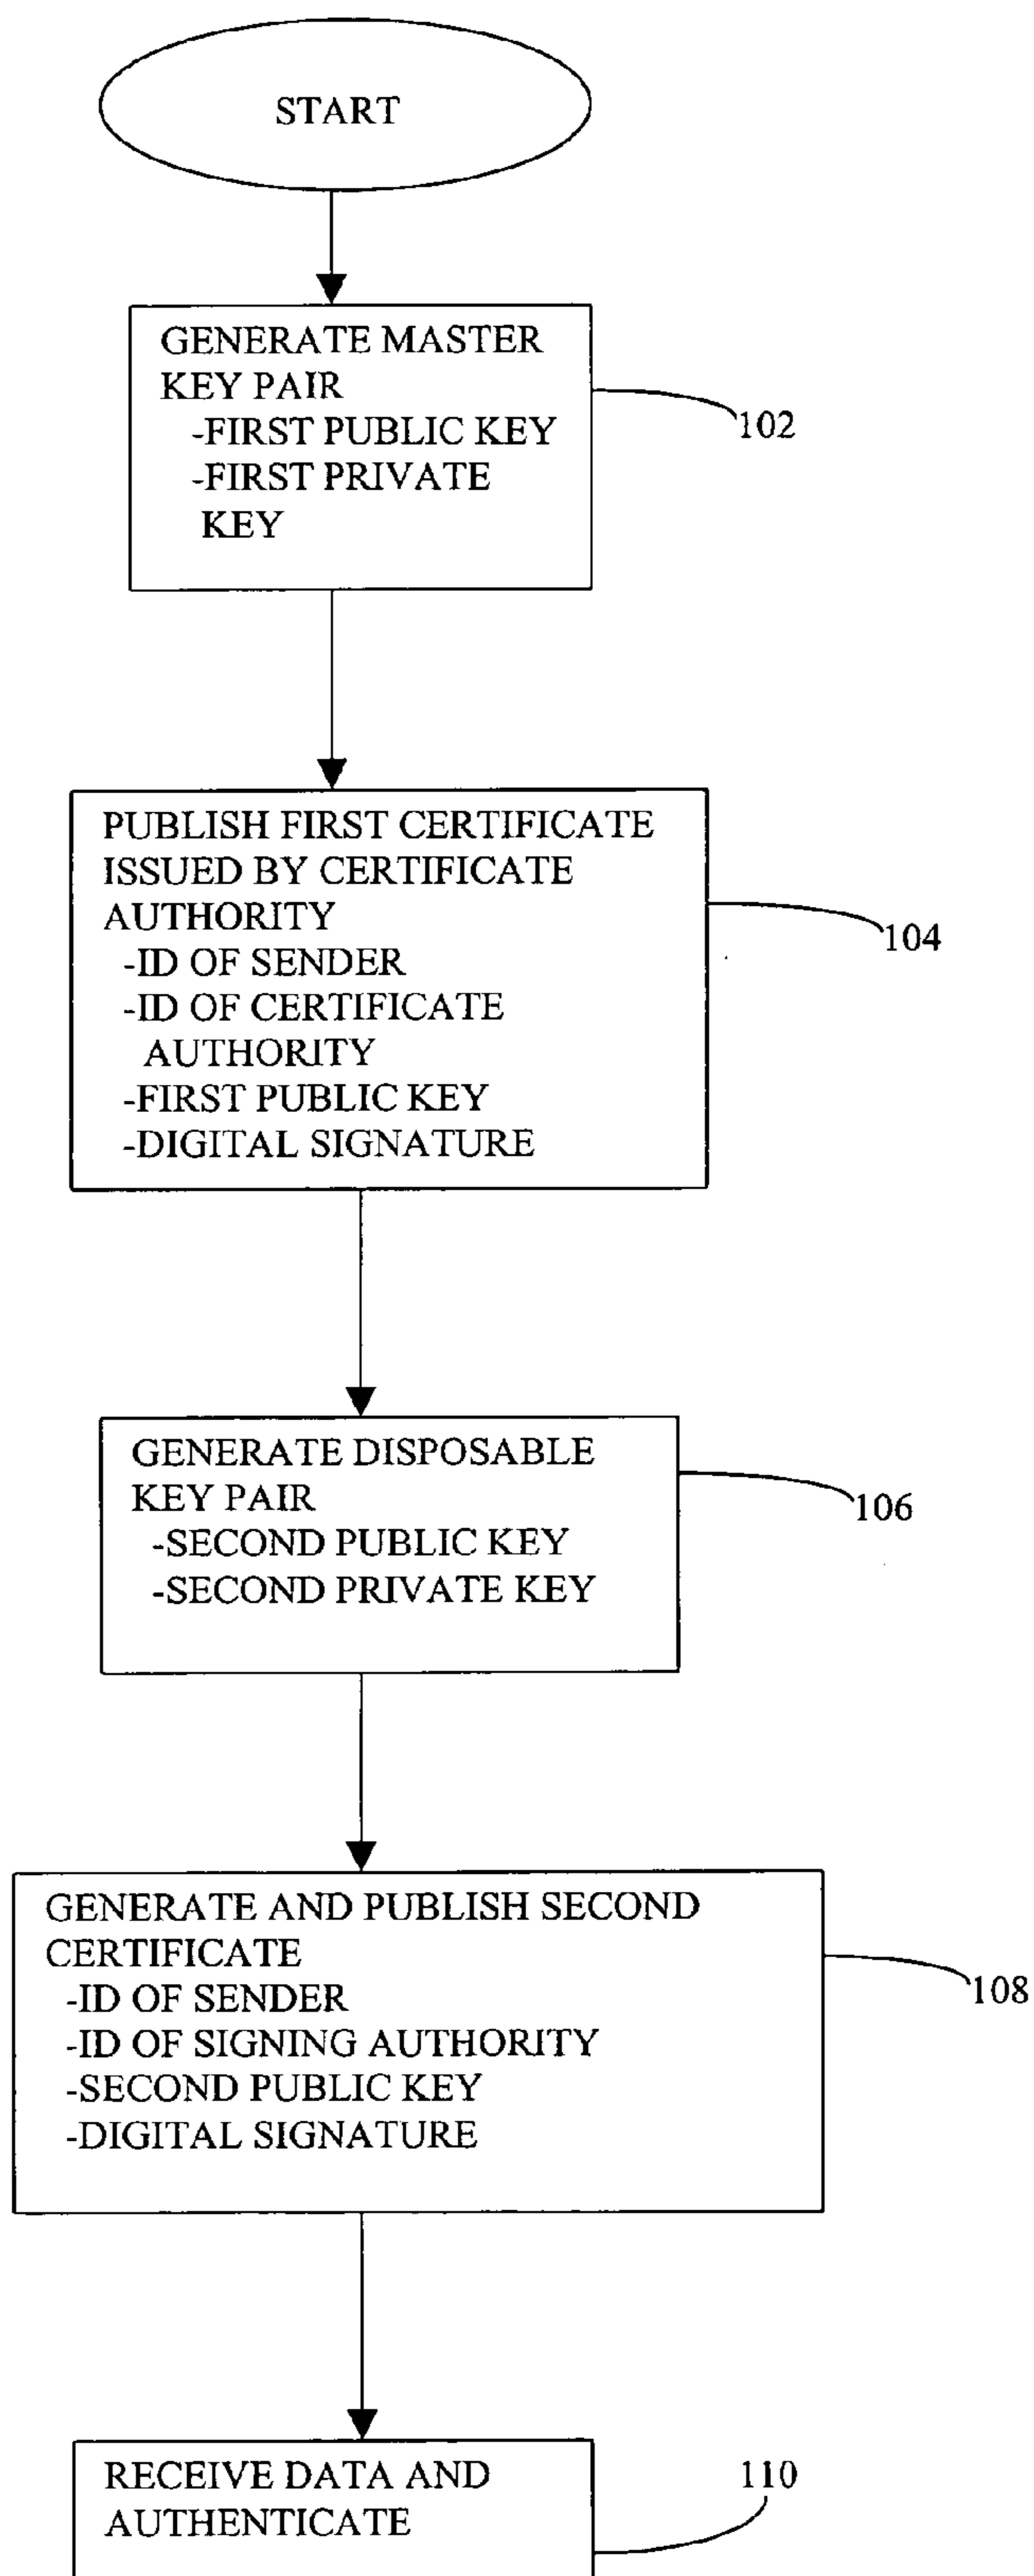 START
GENERATE MASTER
KEY PAIR
-FIRST PUBLIC KEY
-FIRST PRIVATE
KEY
102
PUBLISH FIRST CERTIFICATE
ISSUED BY CERTIFICATE
AUTHORITY
-ID OF SENDER
-ID OF CERTIFICATE
AUTHORITY
-FIRST PUBLIC KEY
-DIGITAL SIGNATURE
104
GENERATE DISPOSABLE
KEY PAIR
-SECOND PUBLIC KEY
-SECOND PRIVATE KEY
106
GENERATE AND PUBLISH SECOND
CERTIFICATE
-ID OF SENDER
-ID OF SIGNING AUTHORITY
-SECOND PUBLIC KEY
-DIGITAL SIGNATURE
108
RECEIVE DATA AND
AUTHENTICATE
110